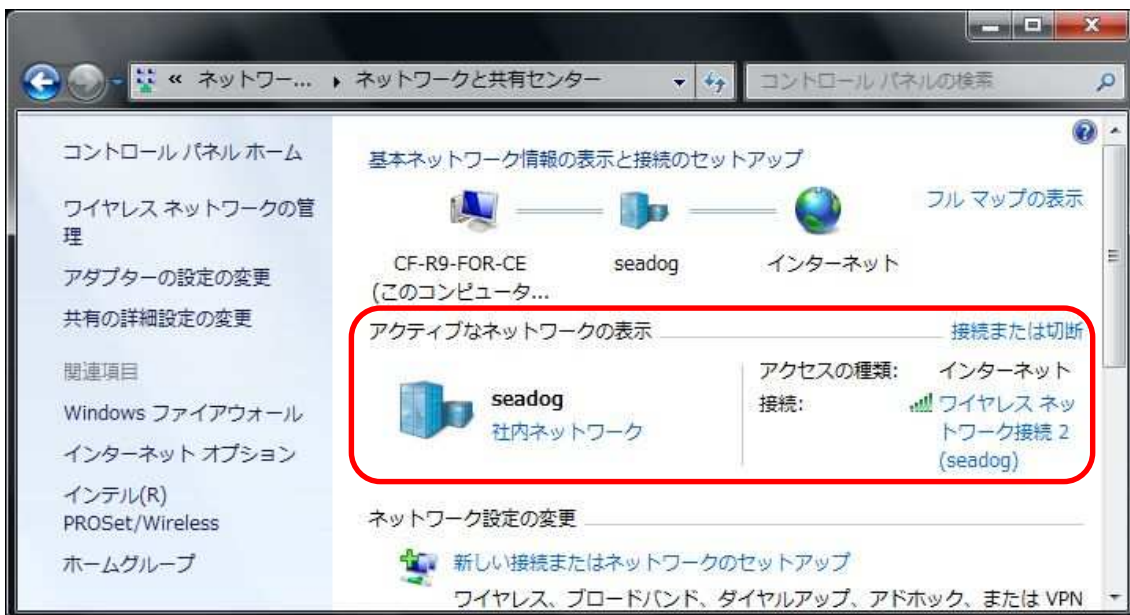 « ネットワー... ▸ ネットワークと共有センター
コントロール パネルの検索
コントロール パネル ホーム
ワイヤレス ネットワークの管
理
アダプターの設定の変更
共有の詳細設定の変更
関連項目
Windows ファイアウォール
インターネット オプション
インテル(R)
PROSet/Wireless
ホームグループ
基本ネットワーク情報の表示と接続のセットアップ
フル マップの表示
CF-R9-FOR-CE
(このコンピュータ...
seadog
インターネット
アクティブなネットワークの表示
接続または切断
seadog
社内ネットワーク
アクセスの種類: インターネット
接続: ワイヤレス ネッ
トワーク接続 2
(seadog)
ネットワーク設定の変更
新しい接続またはネットワークのセットアップ
ワイヤレス、ブロードバンド、ダイヤルアップ、アドホック、または VPN